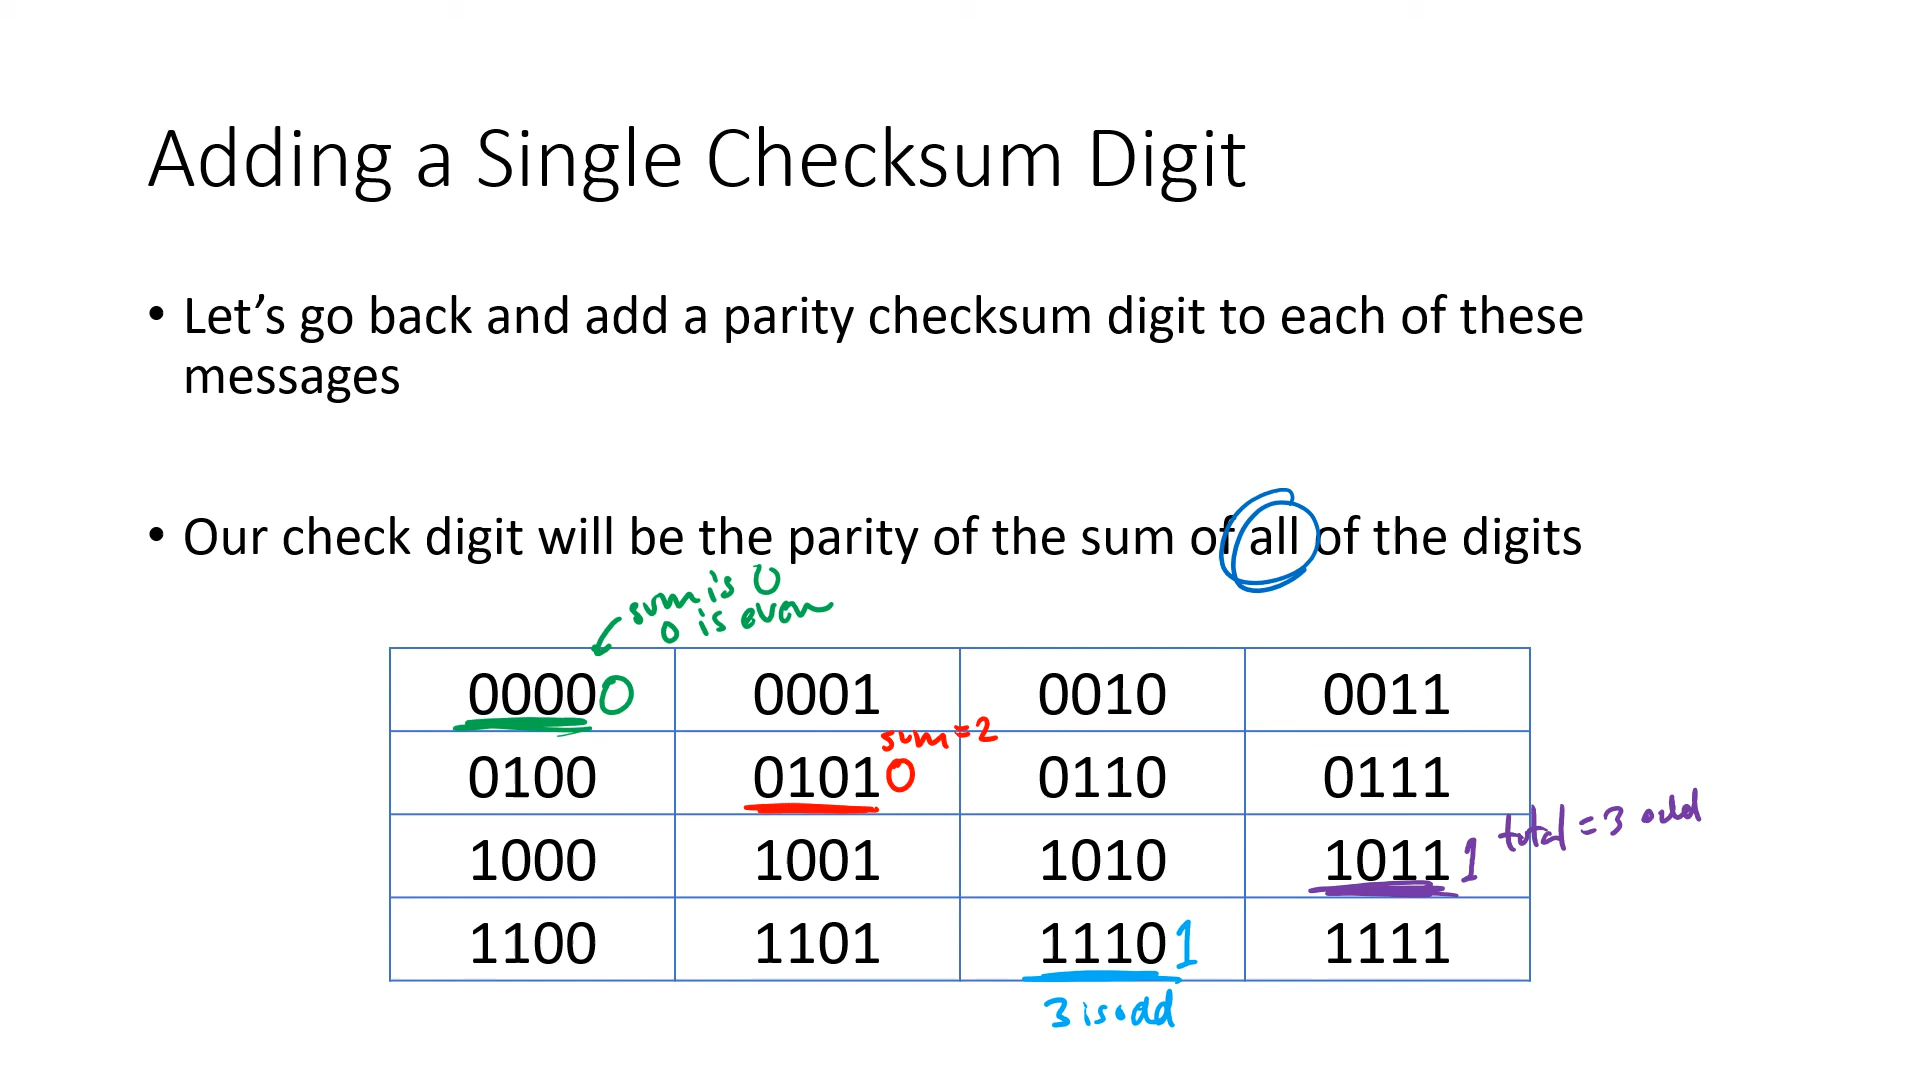 Adding a Single Checksum Digit
• Let’s go back and add a parity checksum digit to each of these
messages
• Our check digit will be the parity of the sum of all of the digits
sum is 0
0 is even
00000 0001 0010 0011
sum=2
0100 01010 0110 0111
total = 3 odd
1000 1001 1010 10111
1100 1101 11101 1111
3 is odd